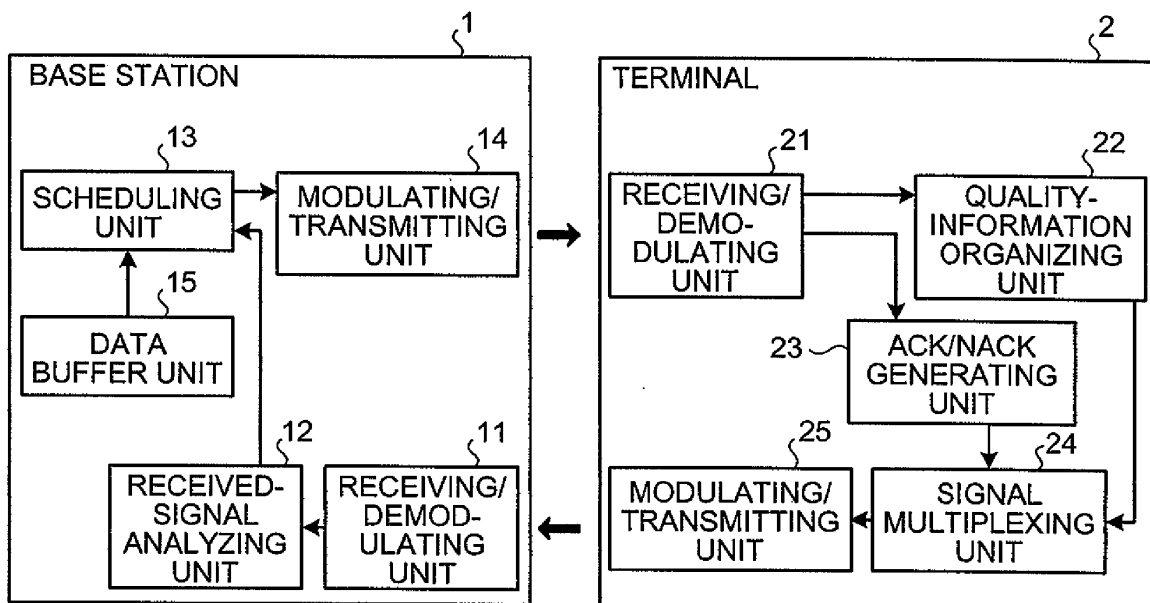 1
BASE STATION
13
SCHEDULING
UNIT
14
MODULATING/
TRANSMITTING
UNIT
15
DATA
BUFFER UNIT
12
RECEIVED-
SIGNAL
ANALYZING
UNIT
11
RECEIVING/
DEMOD-
ULATING
UNIT
2
TERMINAL
21
RECEIVING/
DEMO-
DULATING
UNIT
22
QUALITY-
INFORMATION
ORGANIZING
UNIT
23
ACK/NACK
GENERATING
UNIT
25
MODULATING/
TRANSMITTING
UNIT
24
SIGNAL
MULTIPLEXING
UNIT